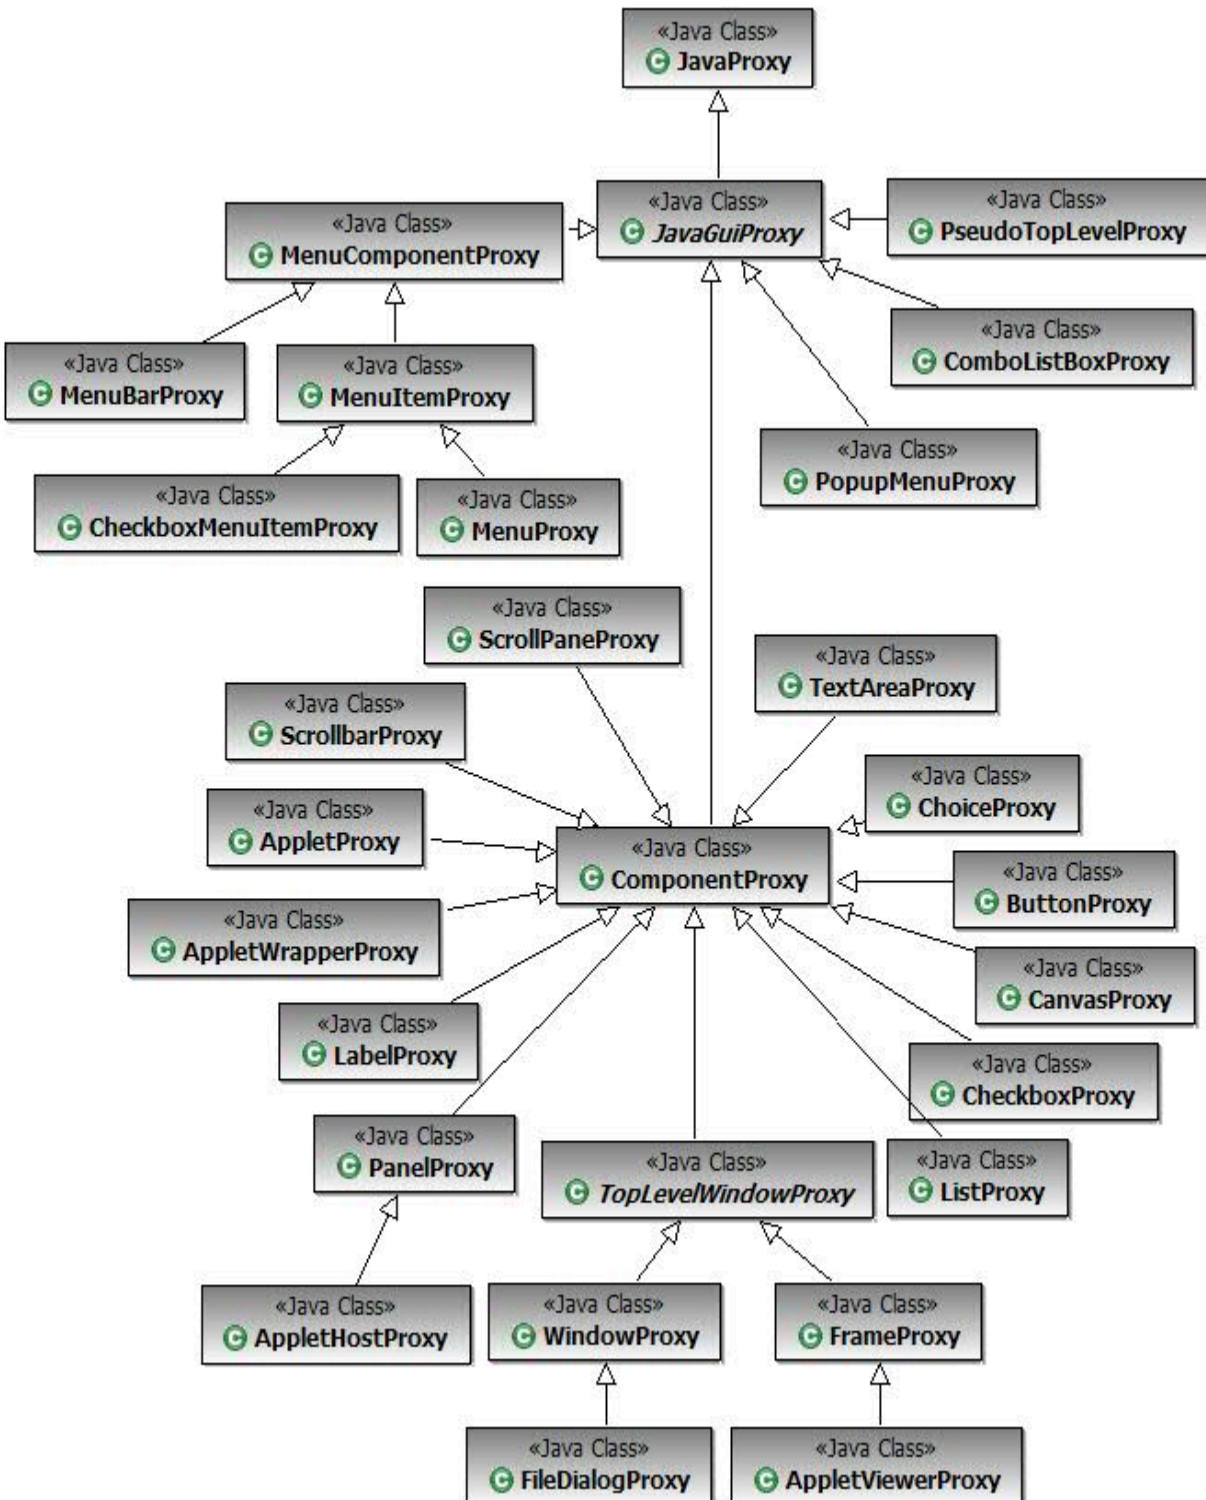 «Java Class»
JavaProxy
«Java Class»
JavaGuiProxy
«Java Class»
PseudoTopLevelProxy
«Java Class»
MenuComponentProxy
«Java Class»
ComboListBoxProxy
«Java Class»
MenuBarProxy
«Java Class»
MenuItemProxy
«Java Class»
PopupMenuProxy
«Java Class»
CheckboxMenuItemProxy
«Java Class»
MenuProxy
«Java Class»
ScrollPaneProxy
«Java Class»
TextAreaProxy
«Java Class»
ScrollbarProxy
«Java Class»
ChoiceProxy
«Java Class»
AppletProxy
«Java Class»
ComponentProxy
«Java Class»
ButtonProxy
«Java Class»
AppletWrapperProxy
«Java Class»
CanvasProxy
«Java Class»
LabelProxy
«Java Class»
CheckboxProxy
«Java Class»
PanelProxy
«Java Class»
TopLevelWindowProxy
«Java Class»
ListProxy
«Java Class»
AppletHostProxy
«Java Class»
WindowProxy
«Java Class»
FrameProxy
«Java Class»
FileDialogProxy
«Java Class»
AppletViewerProxy